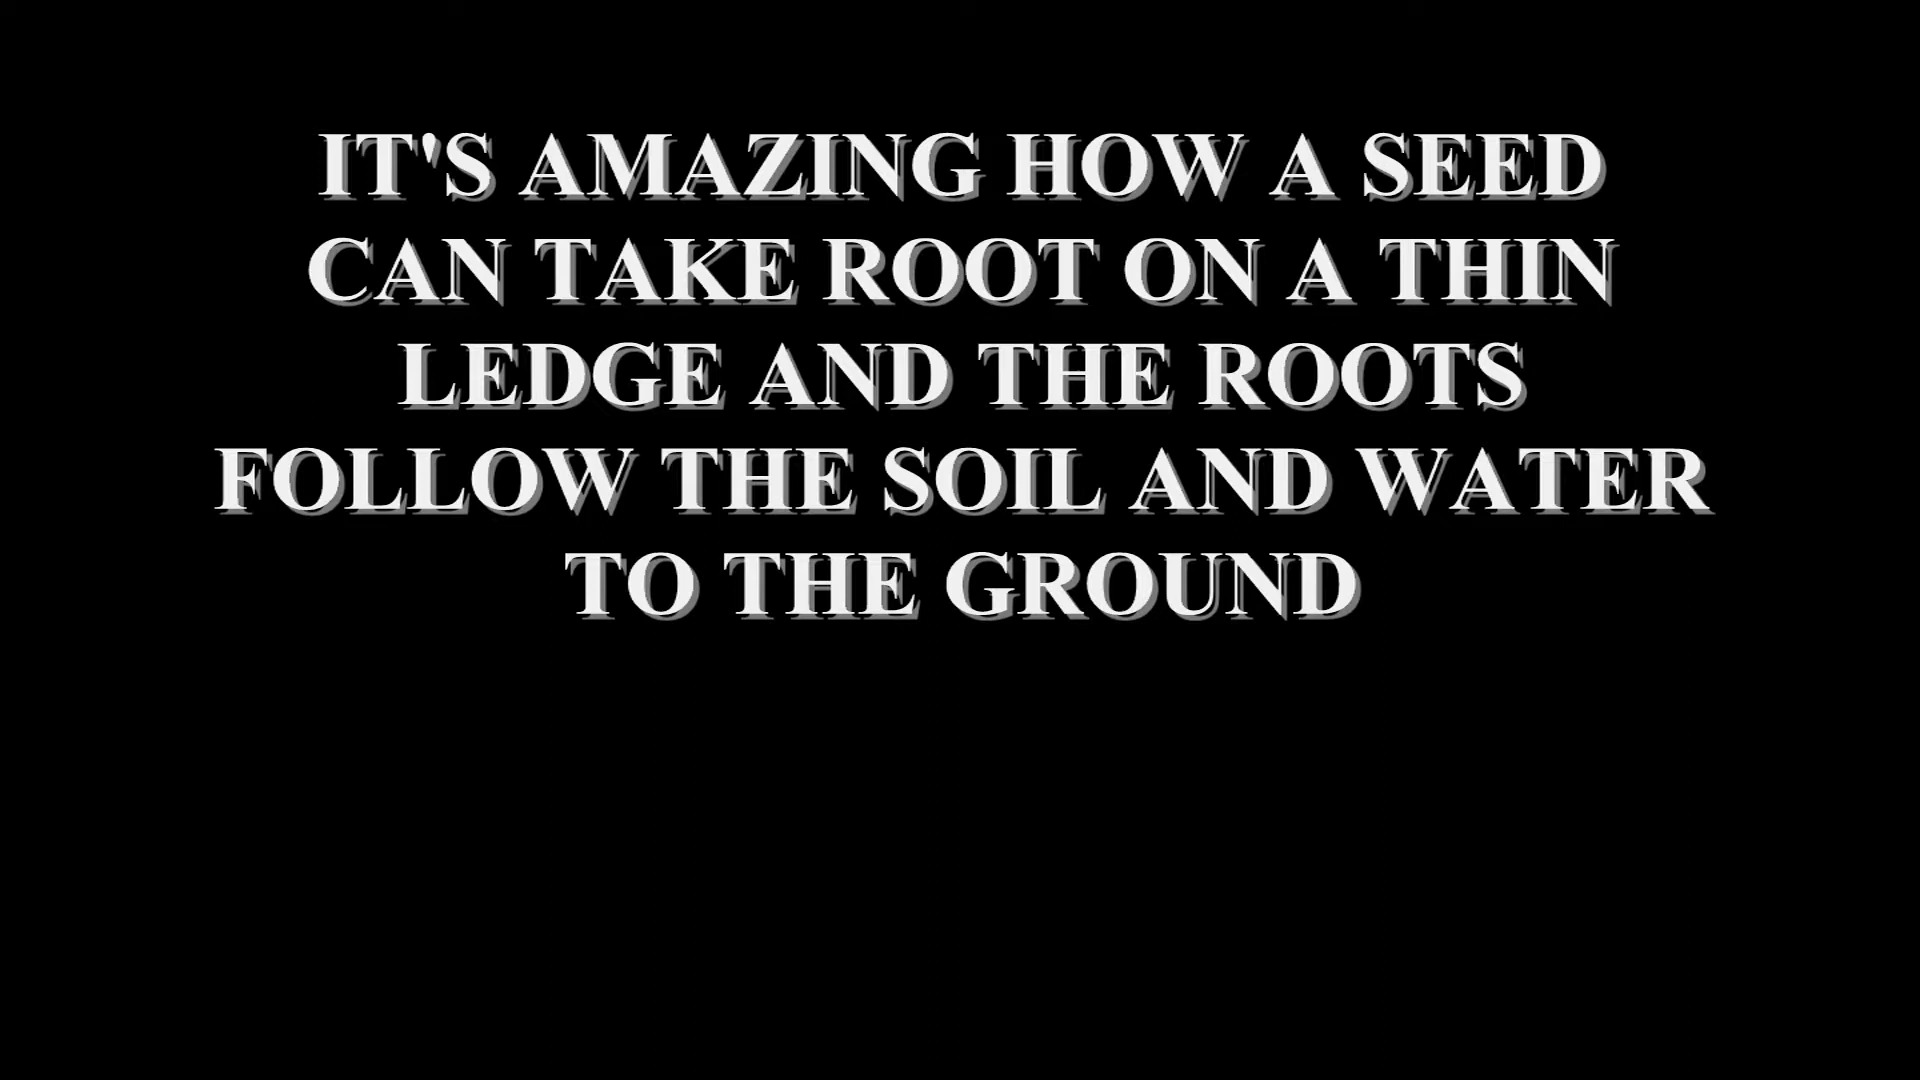 IT'S AMAZING HOW A SEED
CAN TAKE ROOT ON A THIN
LEDGE AND THE ROOTS
FOLLOW THE SOIL AND WATER
TO THE GROUND